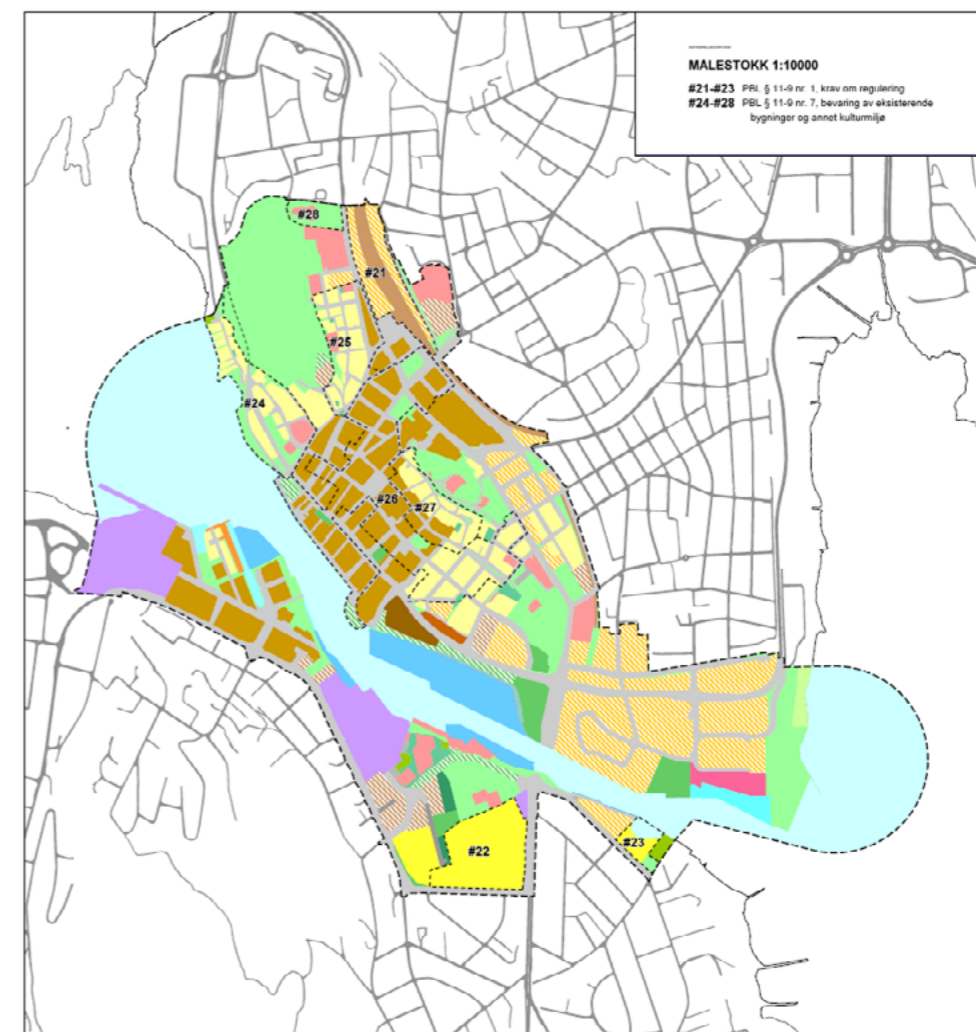 MALESTOKK 1:10000
#21-#23 PBL § 11-9 nr. 1, krav om regulering
#24-#28 PBL § 11-9 nr. 7, bevaring av eksisterende
bygninger og annet kulturmiljø
#28
#21
#25
#24
#26
#27
#22
#23